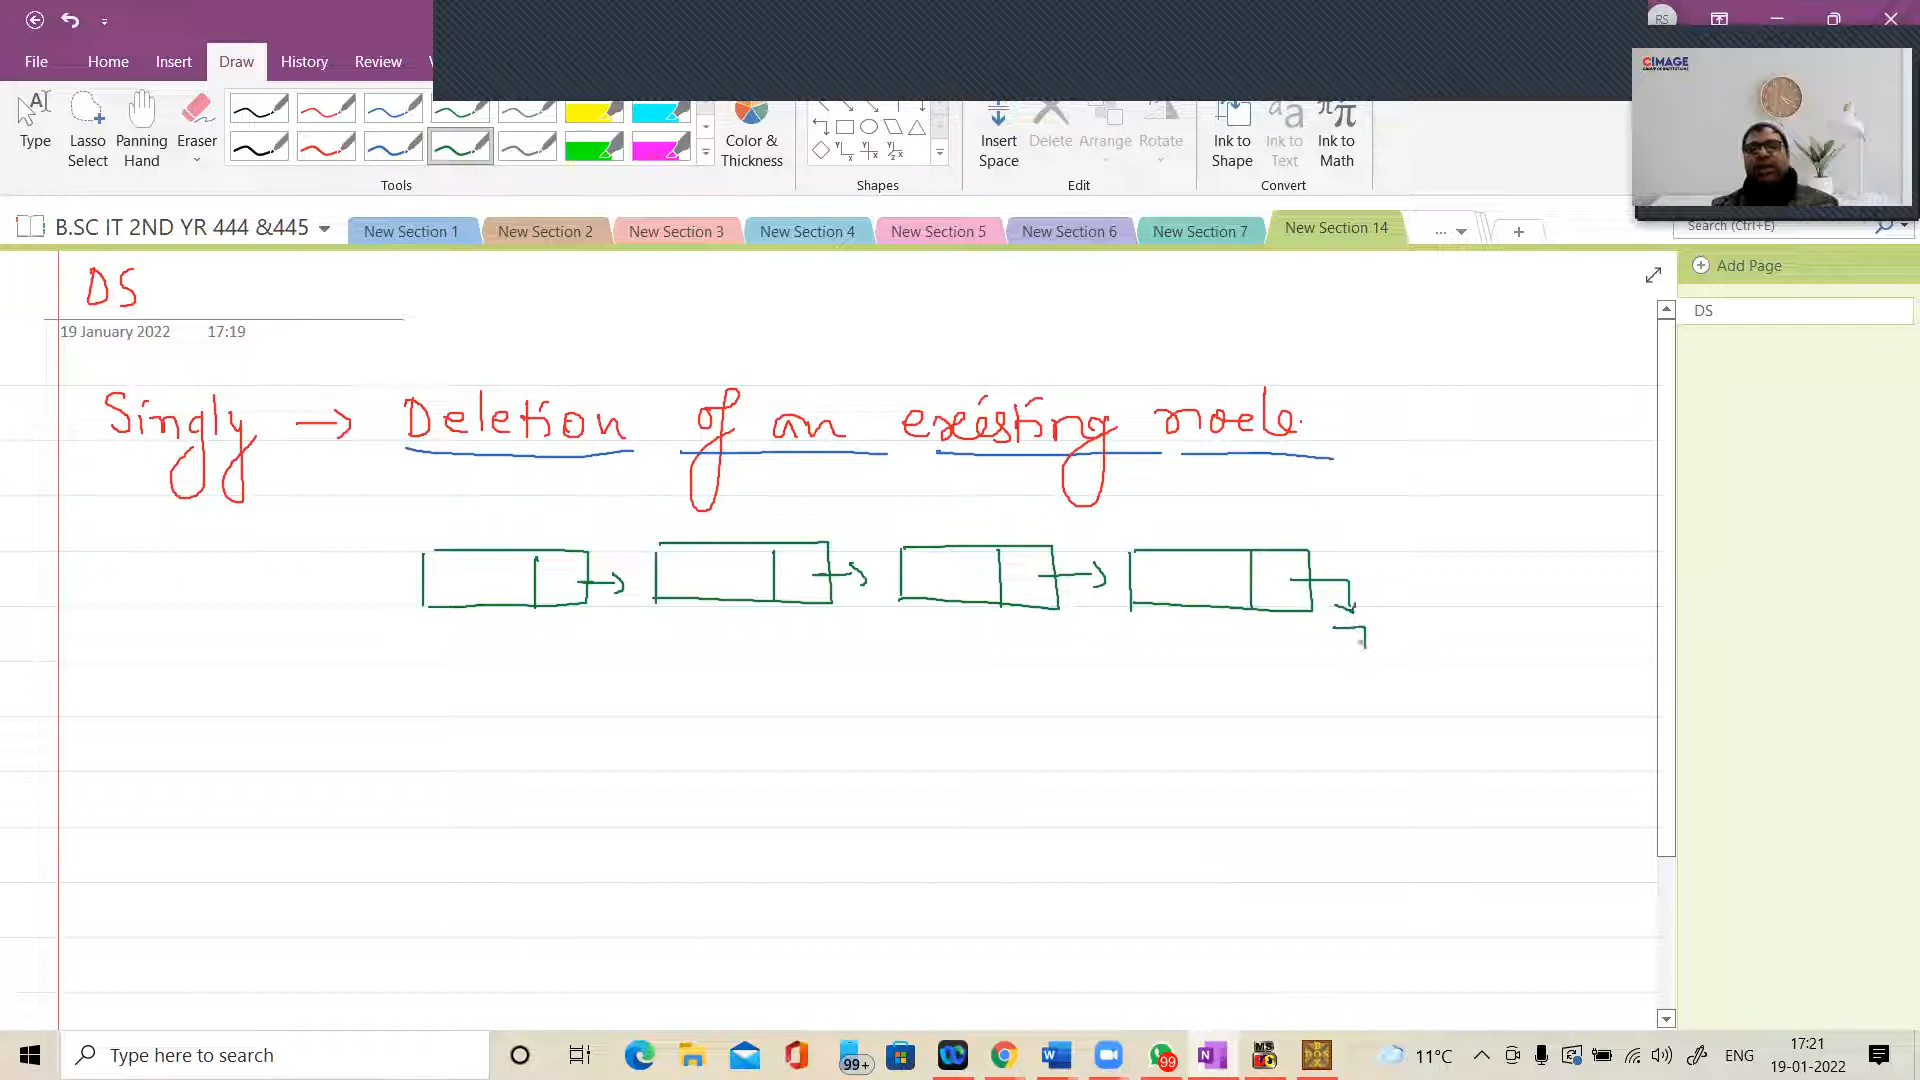 RS
File Home Insert Draw History Review
CIMAGE
Type Lasso Select Panning Hand Eraser Color & Thickness Insert Space Delete Arrange Rotate Ink to Shape Ink to Text Ink to Math
Tools Shapes Edit Convert
B.SC IT 2ND YR 444 &445 New Section 1 New Section 2 New Section 3 New Section 4 New Section 5 New Section 6 New Section 7 New Section 14 ... Search (Ctrl+E)
Add Page
DS
DS
19 January 2022 17:19
Singly → Deletion of an existing node.
Type here to search 99+ 99 11°C ENG 17:21
19-01-2022